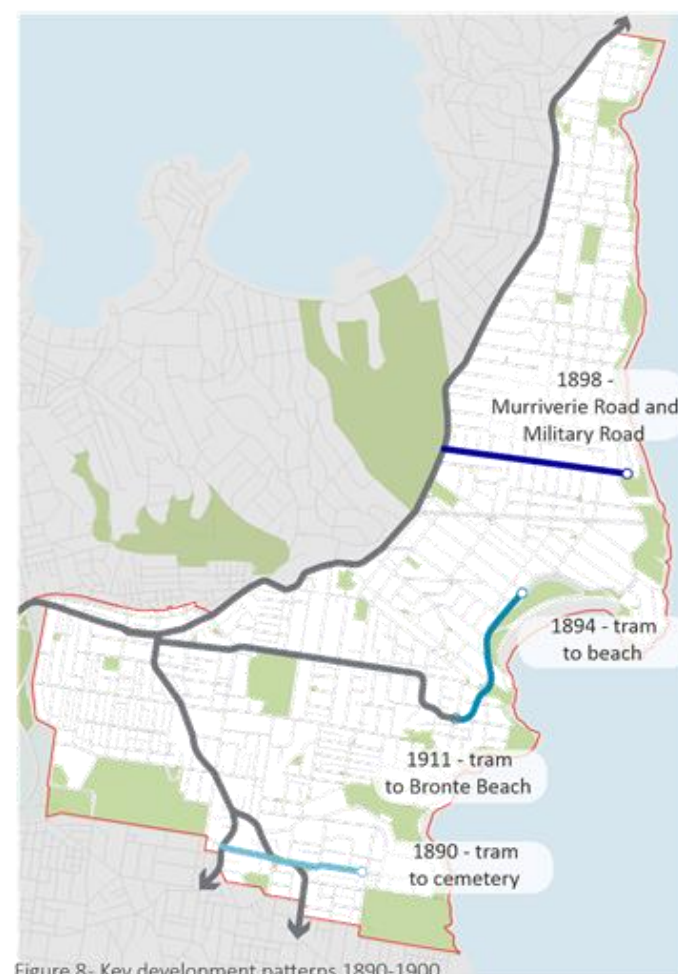 1898 -
Murriverie Road and
Military Road
1894 - tram
to beach
1911 - tram
to Bronte Beach
1890 - tram
to cemetery
Figure 8- Key development patterns 1890-1900